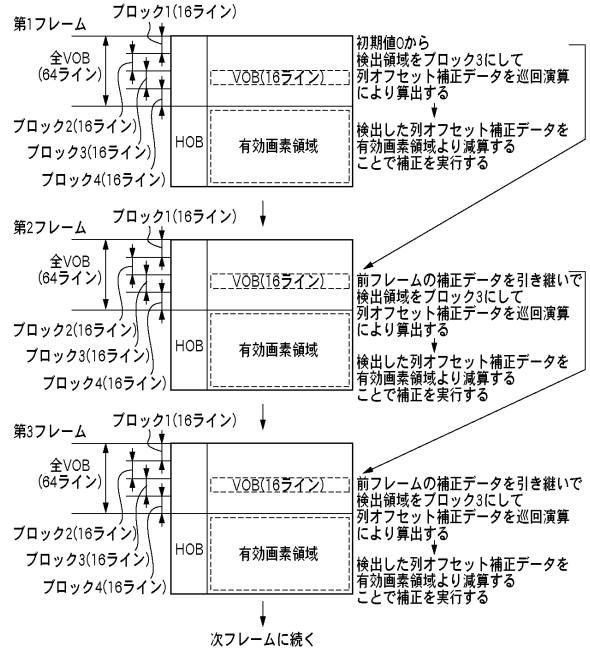 ブロック1(16ライン)
第1フレーム
全VOB
(64ライン)
ブロック2(16ライン)
ブロック3(16ライン)
ブロック4(16ライン)
HOB
VOB(16ライン)
有効画素領域
初期値0から
検出領域をブロック3にして
列オフセット補正データを巡回演算
により算出する
検出した列オフセット補正データを
有効画素領域より減算する
ことで補正を実行する
ブロック1(16ライン)
第2フレーム
全VOB
(64ライン)
ブロック2(16ライン)
ブロック3(16ライン)
ブロック4(16ライン)
HOB
VOB(16ライン)
有効画素領域
前フレームの補正データを引き継いで
検出領域をブロック3にして
列オフセット補正データを巡回演算
により算出する
検出した列オフセット補正データを
有効画素領域より減算する
ことで補正を実行する
ブロック1(16ライン)
第3フレーム
全VOB
(64ライン)
ブロック2(16ライン)
ブロック3(16ライン)
ブロック4(16ライン)
HOB
VOB(16ライン)
有効画素領域
前フレームの補正データを引き継いで
検出領域をブロック3にして
列オフセット補正データを巡回演算
により算出する
検出した列オフセット補正データを
有効画素領域より減算する
ことで補正を実行する
次フレームに続く